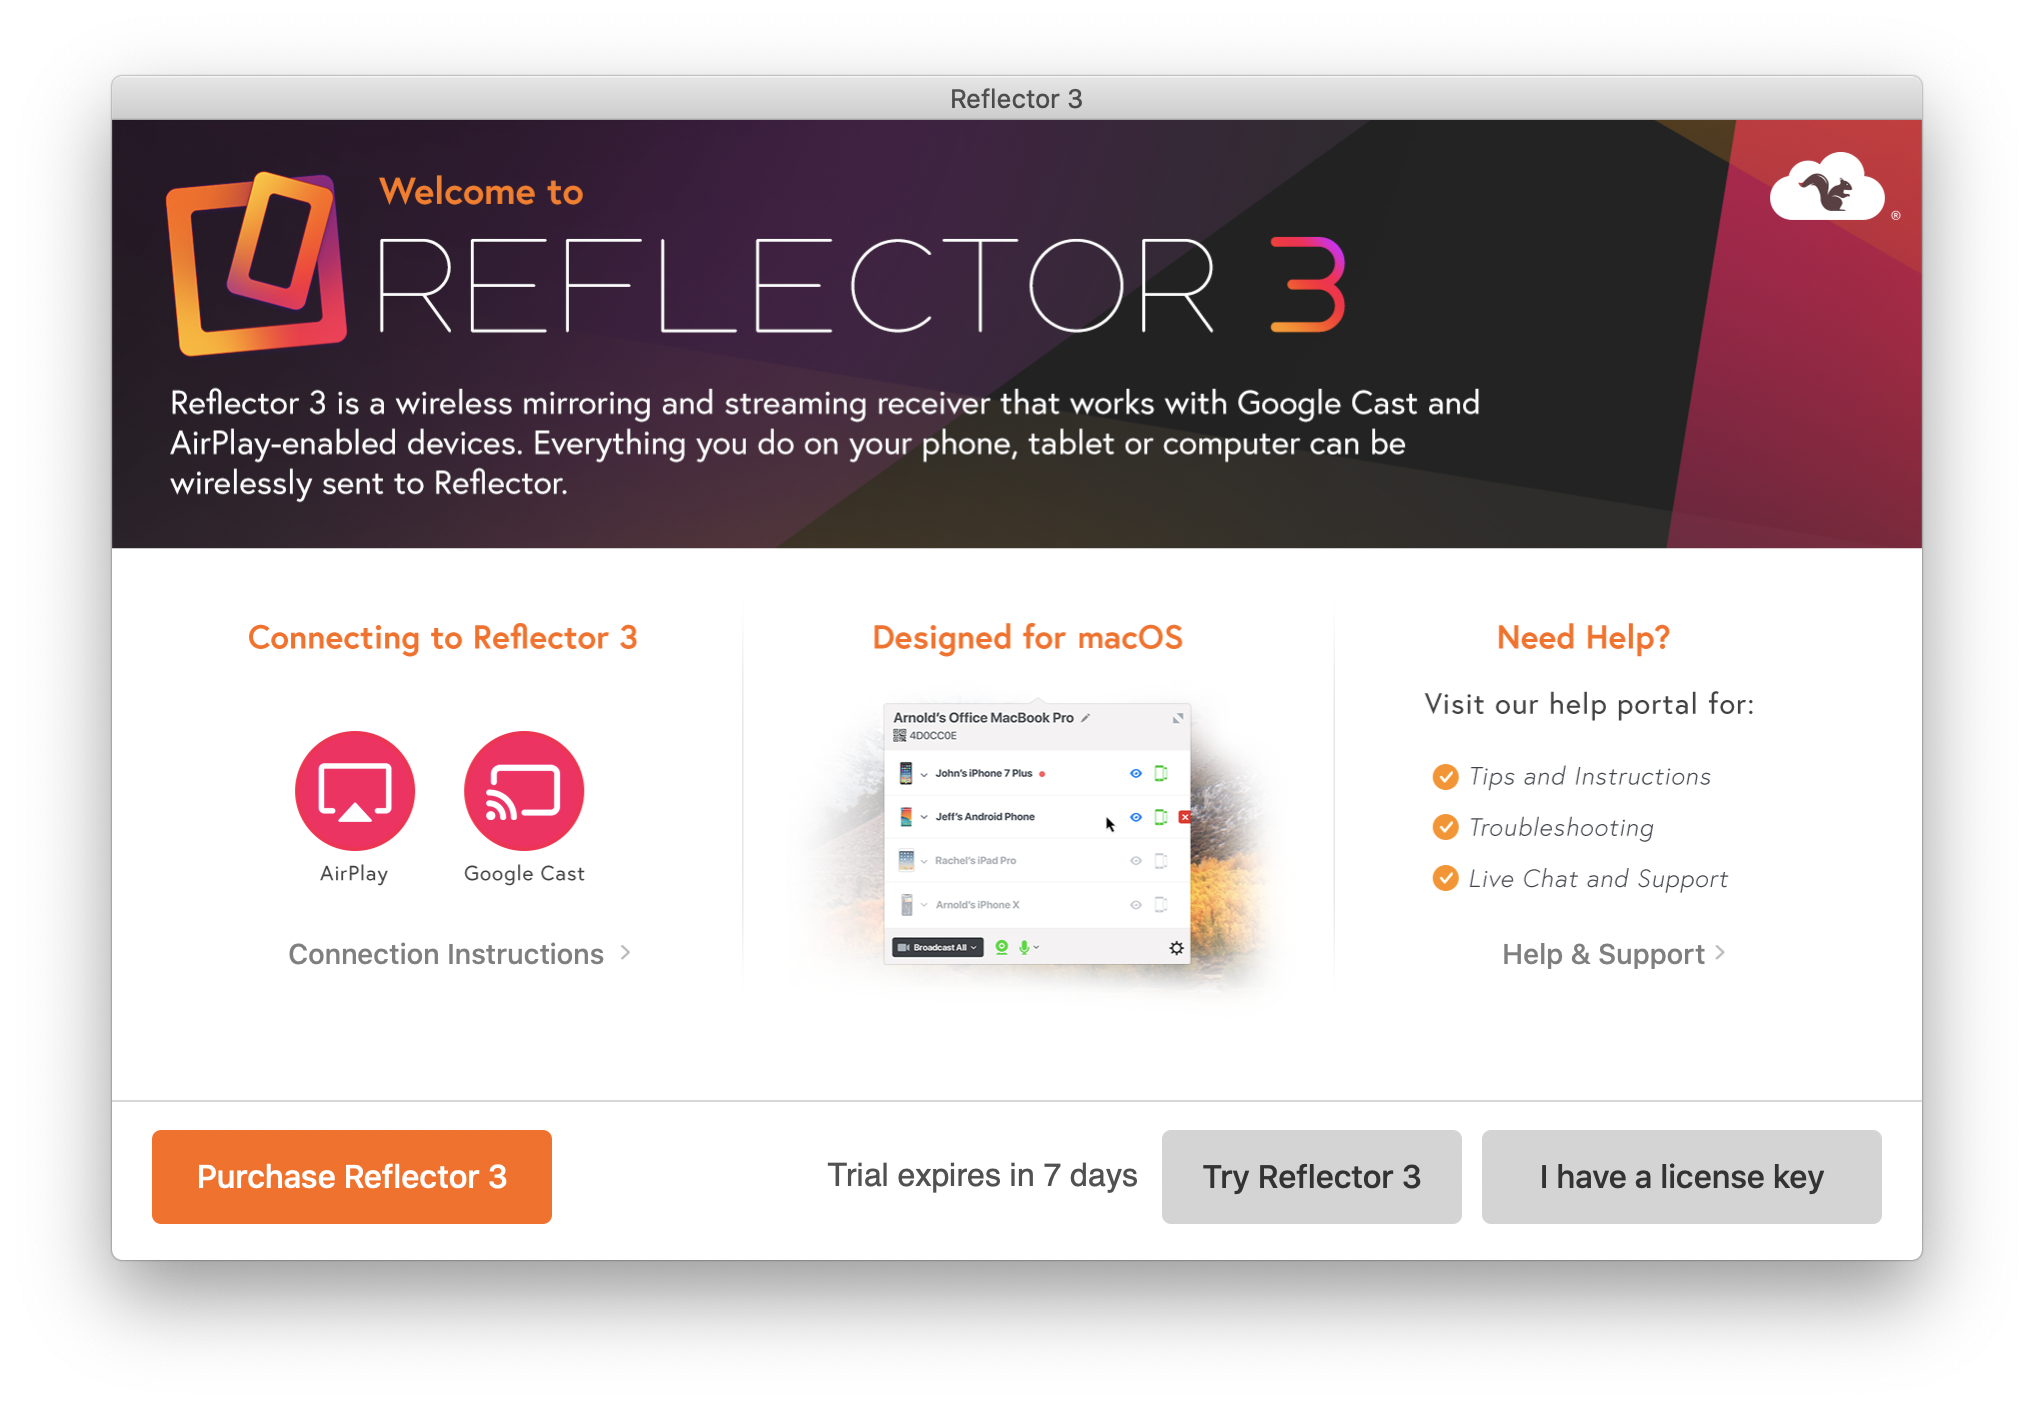 Reflector 3
Welcome to
REFLECTOR 3
®
Reflector 3 is a wireless mirroring and streaming receiver that works with Google Cast and
AirPlay-enabled devices. Everything you do on your phone, tablet or computer can be
wirelessly sent to Reflector.
Connecting to Reflector 3
AirPlay
Google Cast
Connection Instructions
Designed for macOS
Arnold's Office MacBook Pro
4D0CC0E
John's iPhone 7 Plus
Jeff's Android Phone
Rachel's iPad Pro
Arnold's iPhone X
Broadcast All
Need Help?
Visit our help portal for:
Tips and Instructions
Troubleshooting
Live Chat and Support
Help & Support
Purchase Reflector 3
Trial expires in 7 days
Try Reflector 3
I have a license key